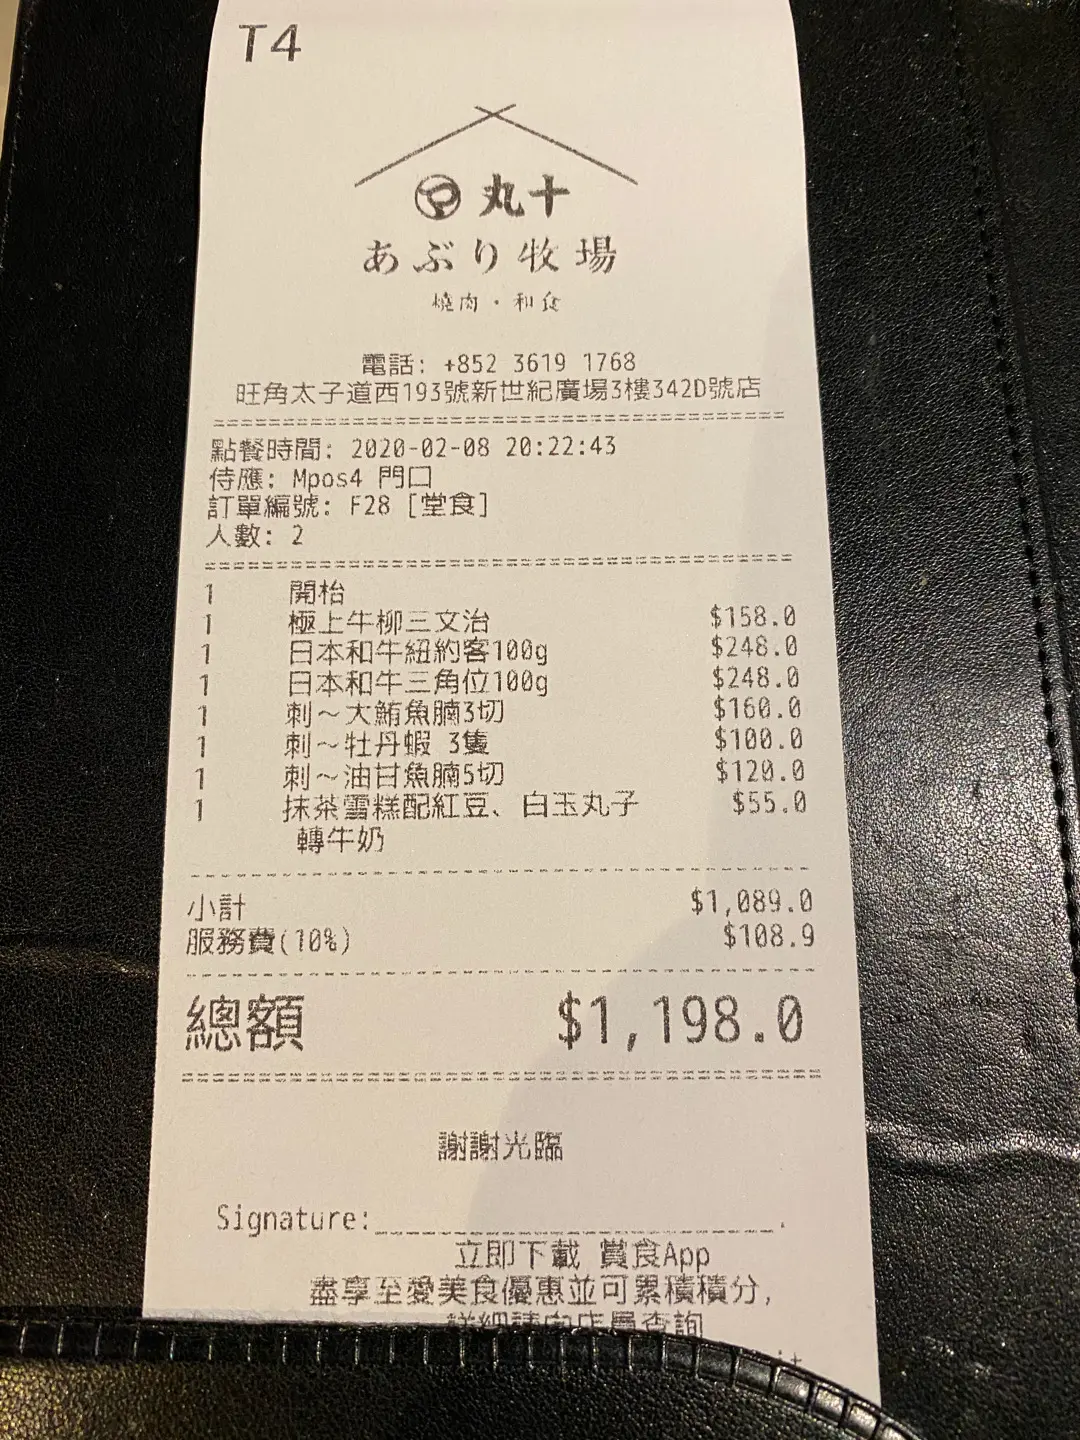 T4
丸十
あぶり牧場
燒肉・和食
電話: +852 3619 1768
旺角太子道西193號新世紀廣場3樓342D號店
點餐時間: 2020-02-08 20:22:43
侍應: Mpos4 門口
訂單編號: F28 [堂食]
人數: 2
1 開枱
1 極上牛柳三文治 $158.0
1 日本和牛紐約客100g $248.0
1 日本和牛三角位100g $248.0
1 刺～大鮪魚腩3切 $160.0
1 刺～牡丹蝦 3隻 $100.0
1 刺～油甘魚腩5切 $120.0
1 抹茶雪糕配紅豆、白玉丸子 $55.0
轉牛奶
小計 $1,089.0
服務費(10%) $108.9
總額 $1,198.0
謝謝光臨
Signature:
立即下載 賞食App
盡享至愛美食優惠並可累積積分,
詳細請向店員查詢